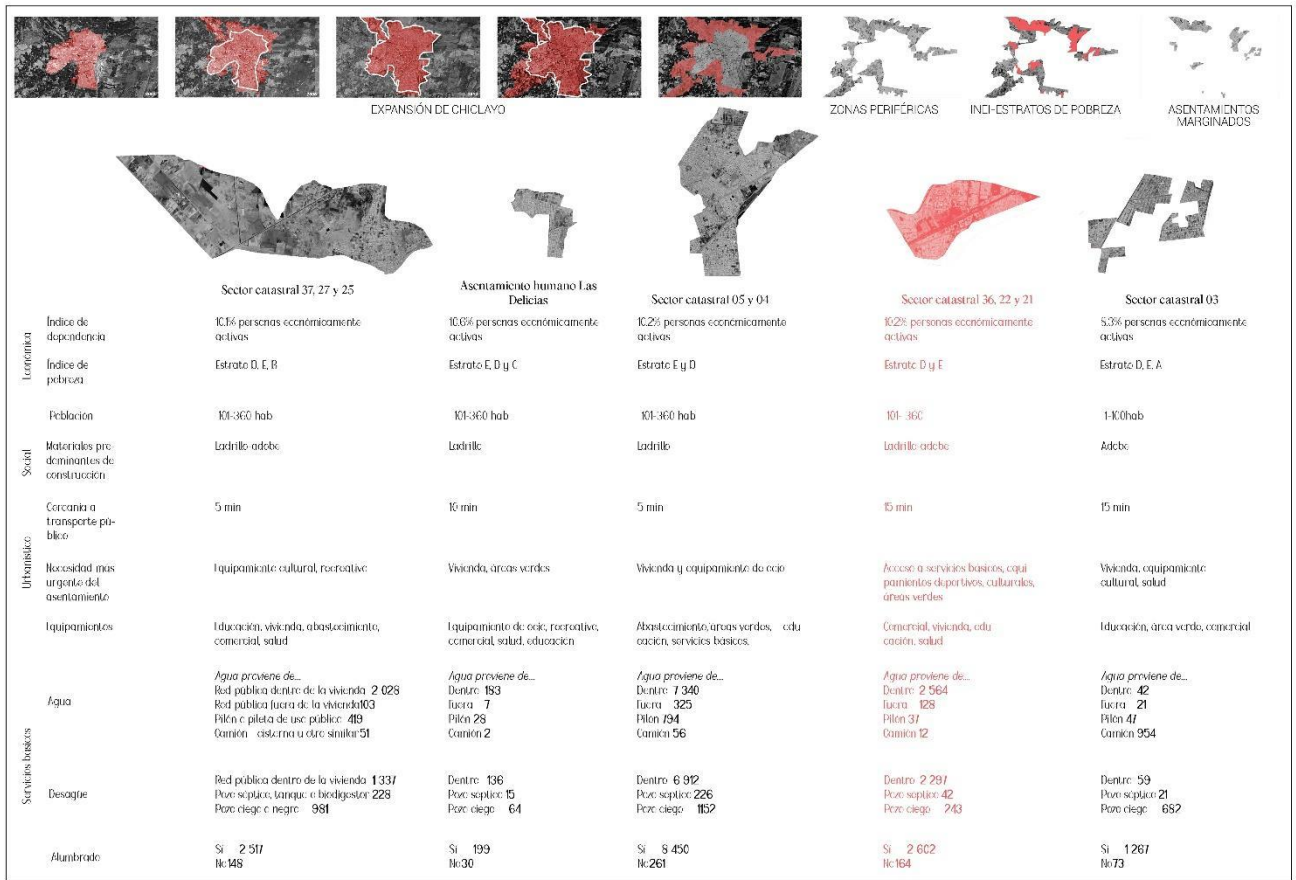 EXPANSIÓN DE CHICLAYO
ZONAS PERIFÉRICAS
INEI-ESTRATOS DE POBREZA
ASENTAMIENTOS
MARGINADOS
Sector catastral 37, 27 y 25
Asentamiento humano Las
Delicias
Sector catastral 05 y 04
Sector catastral 36, 22 y 21
Sector catastral 03
Económica
Índice de
dependencia
10.1% personas económicamente
activas
10.6% personas económicamente
activas
10.2% personas económicamente
activas
10.2% personas económicamente
activas
5.3% personas económicamente
activas
Índice de
pobreza
Estrato D, E, B
Estrato E, D y C
Estrato E y D
Estrato D y E
Estrato D, E, A
Social
Población
101-360 hab
101-360 hab
101-360 hab
101- 360
1-100hab
Materiales pre-
dominantes de
construcción
Ladrillo-adobe
Ladrillo
Ladrillo
Ladrillo-adobe
Adobe
Urbanístico
Cercanía a
transporte pú-
blico
5 min
10 min
5 min
15 min
15 min
Necesidad más
urgente del
asentamiento
Equipamiento cultural, recreativo
Vivienda, áreas verdes
Vivienda y equipamiento de ocio
Acceso a servicios básicos, equi
pamientos deportivos, culturales,
áreas verdes
Vivienda, equipamiento
cultural, salud
Equipamientos
Educación, vivienda, abastecimiento,
comercial, salud
Equipamiento de ocio, recreativo,
comercial, salud, educación
Abastecimiento, áreas verdes, edu
cación, servicios básicos.
Comercial, vivienda, edu
cación, salud
Educación, área verde, comercial
Servicios básicos
Agua
Agua proviene de...
Red pública dentro de la vivienda 2 028
Red pública fuera de la vivienda103
Pilón o pileta de uso público 419
Camión cisterna u otro similar 51
Agua proviene de...
Dentro 183
Fuera 7
Pilón 28
Camión 2
Agua proviene de...
Dentro 7 340
Fuera 325
Pilón 194
Camión 56
Agua proviene de...
Dentro 2 564
Fuera 128
Pilón 37
Camión 12
Agua proviene de...
Dentro 42
Fuera 21
Pilón 47
Camión 954
Desagüe
Red pública dentro de la vivienda 1 337
Pozo séptico, tanque o biodigestor 228
Pozo ciego o negro 981
Dentro 136
Pozo séptico 15
Pozo ciego 64
Dentro 6 912
Pozo séptico 226
Pozo ciego 1152
Dentro 2 297
Pozo séptico 42
Pozo ciego 243
Dentro 59
Pozo séptico 21
Pozo ciego 682
Alumbrado
Si 2 517
No148
Si 199
No30
Si 8 450
No261
Si 2 602
No164
Si 1 267
No73